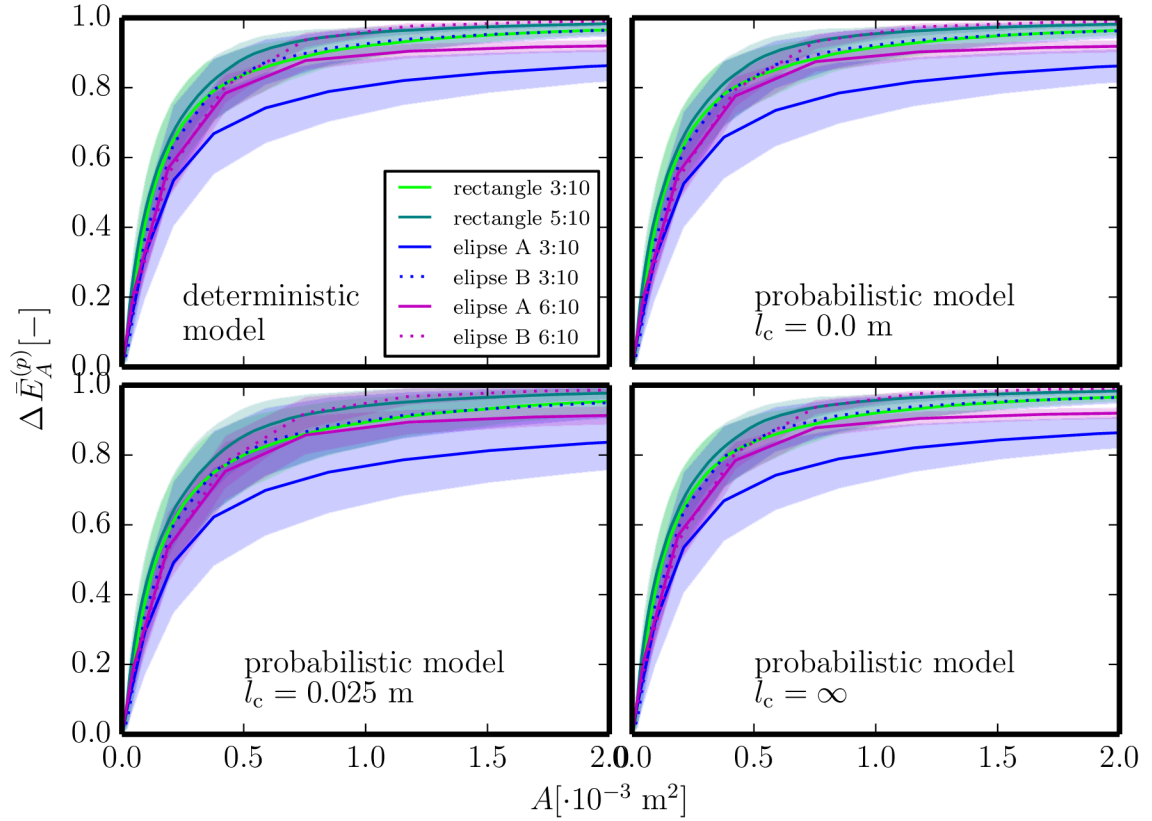 1.0
0.8
0.6
0.4
0.2
0.0
rectangle 3:10
rectangle 5:10
elipse A 3:10
elipse B 3:10
elipse A 6:10
elipse B 6:10
deterministic
model
probabilistic model
l_c = 0.0 m
Δ Ē_A^(p) [−]
1.0
0.8
0.6
0.4
0.2
0.0
probabilistic model
l_c = 0.025 m
probabilistic model
l_c = ∞
0.0 0.5 1.0 1.5 2.0 0.0 0.5 1.0 1.5 2.0
A[·10⁻³ m²]